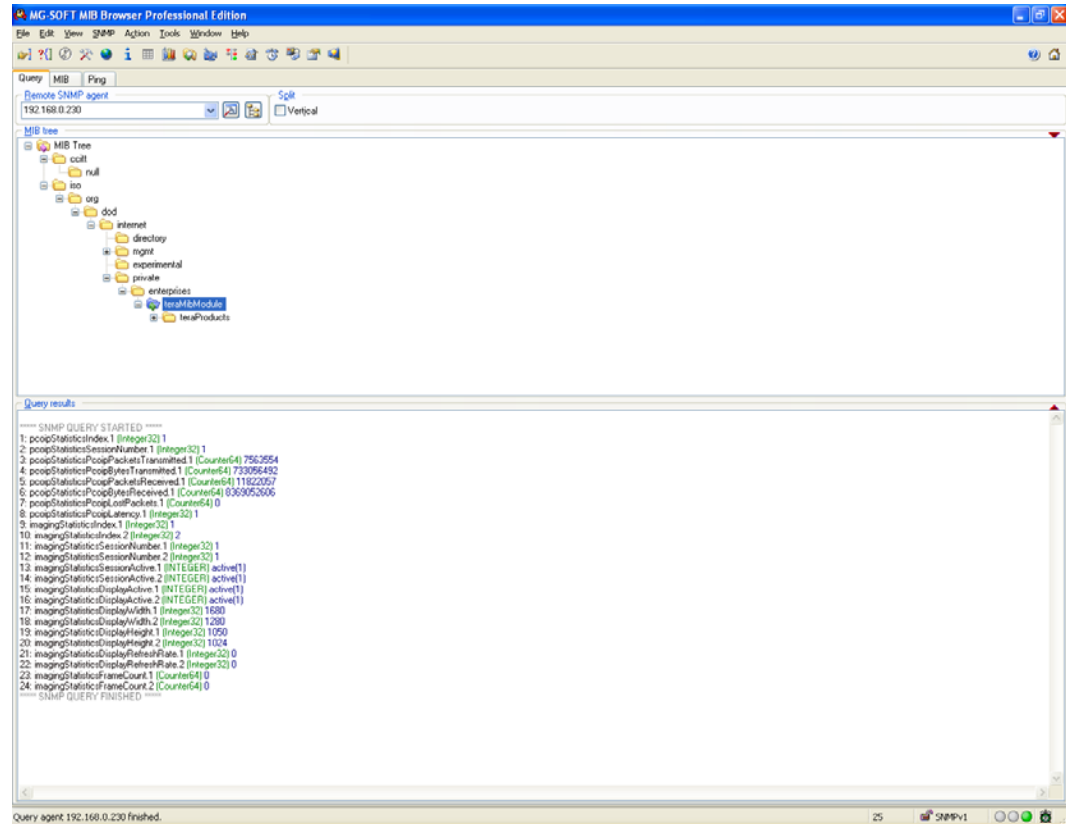 MG-SOFT MIB Browser Professional Edition
File Edit View SNMP Action Tools Window Help
Query MIB Ping
Remote SNMP agent
Split
192.168.0.230
Vertical
MIB tree
MIB Tree
ccitt
null
iso
org
dod
internet
directory
mgmt
experimental
private
enterprises
teraMibModule
teraProducts
Query results
***** SNMP QUERY STARTED *****
1: pcoipStatisticsIndex.1 (Integer32) 1
2: pcoipStatisticsSessionNumber.1 (Integer32) 1
3: pcoipStatisticsPcoipPacketsTransmitted.1 (Counter64) 7563554
4: pcoipStatisticsPcoipBytesTransmitted.1 (Counter64) 733056492
5: pcoipStatisticsPcoipPacketsReceived.1 (Counter64) 11822057
6: pcoipStatisticsPcoipBytesReceived.1 (Counter64) 8369052606
7: pcoipStatisticsPcoipLostPackets.1 (Counter64) 0
8: pcoipStatisticsPcoipLatency.1 (Integer32) 1
9: imagingStatisticsIndex.1 (Integer32) 1
10: imagingStatisticsIndex.2 (Integer32) 2
11: imagingStatisticsSessionNumber.1 (Integer32) 1
12: imagingStatisticsSessionNumber.2 (Integer32) 1
13: imagingStatisticsSessionActive.1 (INTEGER) active(1)
14: imagingStatisticsSessionActive.2 (INTEGER) active(1)
15: imagingStatisticsDisplayActive.1 (INTEGER) active(1)
16: imagingStatisticsDisplayActive.2 (INTEGER) active(1)
17: imagingStatisticsDisplayWidth.1 (Integer32) 1680
18: imagingStatisticsDisplayWidth.2 (Integer32) 1280
19: imagingStatisticsDisplayHeight.1 (Integer32) 1050
20: imagingStatisticsDisplayHeight.2 (Integer32) 1024
21: imagingStatisticsDisplayRefreshRate.1 (Integer32) 0
22: imagingStatisticsDisplayRefreshRate.2 (Integer32) 0
23: imagingStatisticsFrameCount.1 (Counter64) 0
24: imagingStatisticsFrameCount.2 (Counter64) 0
***** SNMP QUERY FINISHED *****
Query agent 192.168.0.230 finished.
25
SNMPv1